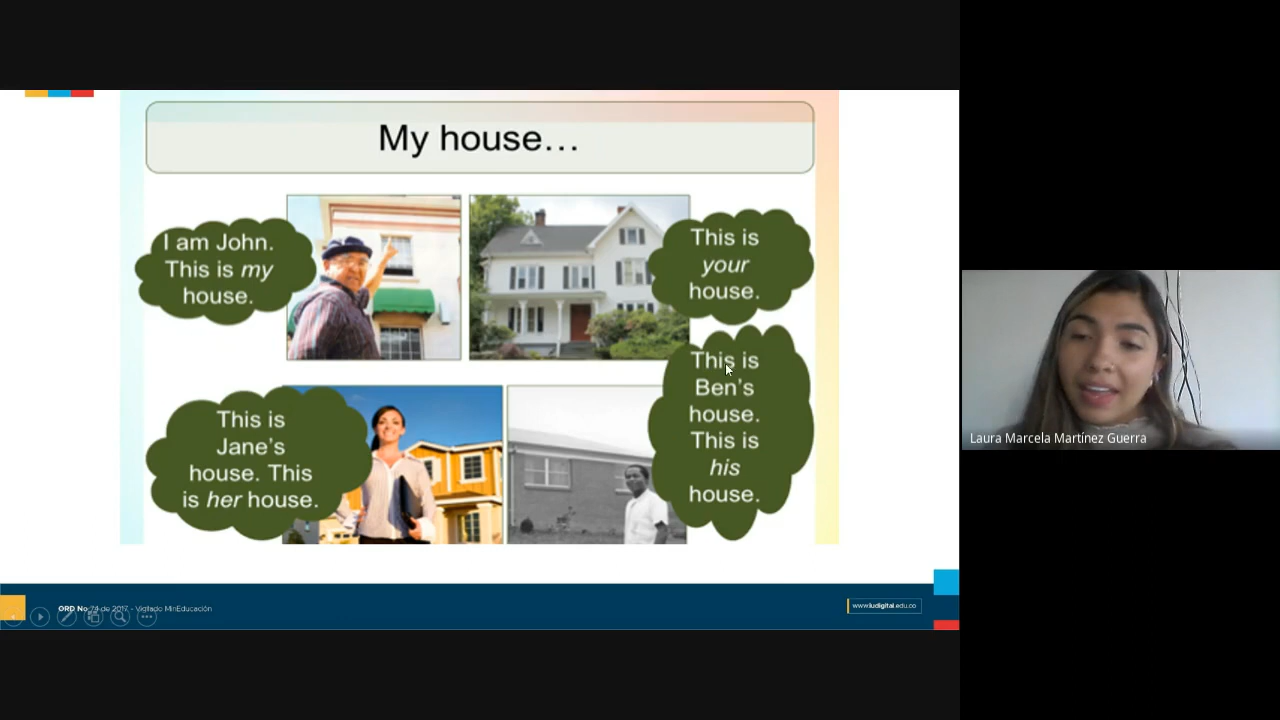 My house...
I am John.
This is my
house.
This is
your
house.
This is
Jane's
house. This
is her house.
This is
Ben's
house.
This is
his
house.
Laura Marcela Martínez Guerra
ORD No. 74 de 2017 - Vigilado MinEducación
www.iudigital.edu.co